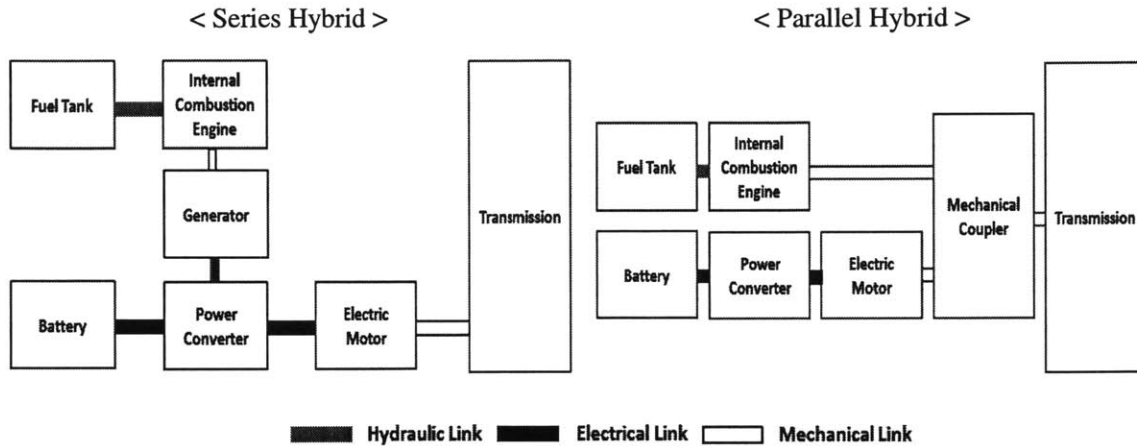 < Series Hybrid >
Fuel Tank
Internal
Combustion
Engine
Generator
Battery
Power
Converter
Electric
Motor
Transmission
< Parallel Hybrid >
Fuel Tank
Internal
Combustion
Engine
Battery
Power
Converter
Electric
Motor
Mechanical
Coupler
Transmission
Hydraulic Link
Electrical Link
Mechanical Link